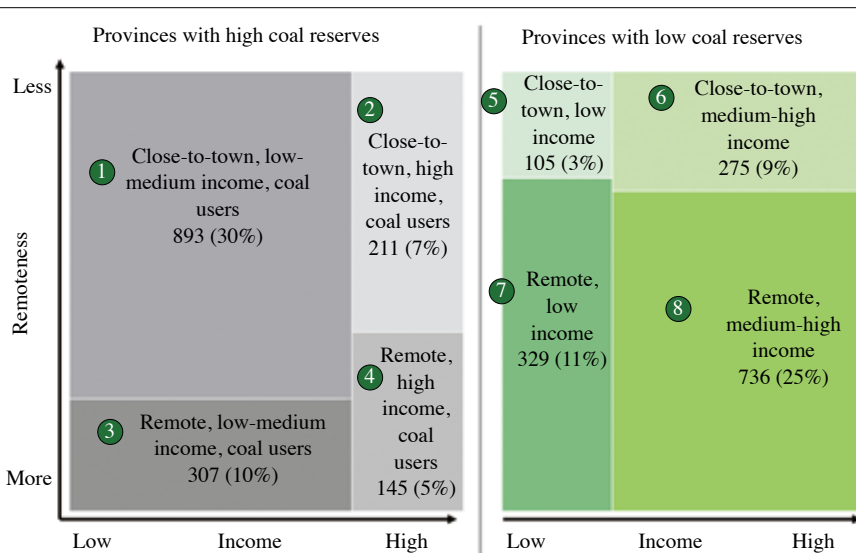 Provinces with high coal reserves
Less
Remoteness
More
1
Close-to-town, low-
medium income, coal
users
893 (30%)
2
Close-to-
town, high
income,
coal users
211 (7%)
3
Remote, low-medium
income, coal users
307 (10%)
4
Remote,
high
income,
coal
users
145 (5%)
Low
Income
High
Provinces with low coal reserves
5
Close-to-
town, low
income
105 (3%)
6
Close-to-town,
medium-high
income
275 (9%)
7
Remote,
low
income
329 (11%)
8
Remote,
medium-high
income
736 (25%)
Low
Income
High